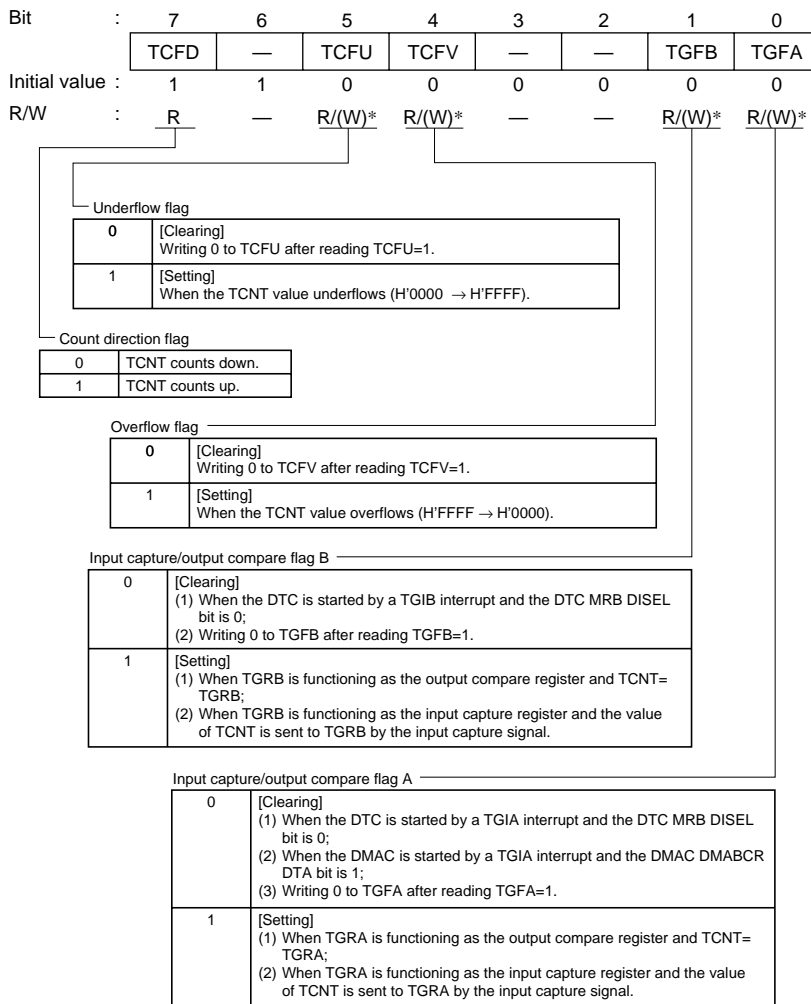 Bit : 7 6 5 4 3 2 1 0
TCFD — TCFU TCFV — — TGFB TGFA
Initial value : 1 1 0 0 0 0 0 0
R/W : R — R/(W)* R/(W)* — — R/(W)* R/(W)*
Underflow flag
0 [Clearing]
Writing 0 to TCFU after reading TCFU=1.
1 [Setting]
When the TCNT value underflows (H'0000 → H'FFFF).
Count direction flag
0 TCNT counts down.
1 TCNT counts up.
Overflow flag
0 [Clearing]
Writing 0 to TCFV after reading TCFV=1.
1 [Setting]
When the TCNT value overflows (H'FFFF → H'0000).
Input capture/output compare flag B
0 [Clearing]
(1) When the DTC is started by a TGIB interrupt and the DTC MRB DISEL
bit is 0;
(2) Writing 0 to TGFB after reading TGFB=1.
1 [Setting]
(1) When TGRB is functioning as the output compare register and TCNT=
TGRB;
(2) When TGRB is functioning as the input capture register and the value
of TCNT is sent to TGRB by the input capture signal.
Input capture/output compare flag A
0 [Clearing]
(1) When the DTC is started by a TGIA interrupt and the DTC MRB DISEL
bit is 0;
(2) When the DMAC is started by a TGIA interrupt and the DMAC DMABCR
DTA bit is 1;
(3) Writing 0 to TGFA after reading TGFA=1.
1 [Setting]
(1) When TGRA is functioning as the output compare register and TCNT=
TGRA;
(2) When TGRA is functioning as the input capture register and the value
of TCNT is sent to TGRA by the input capture signal.